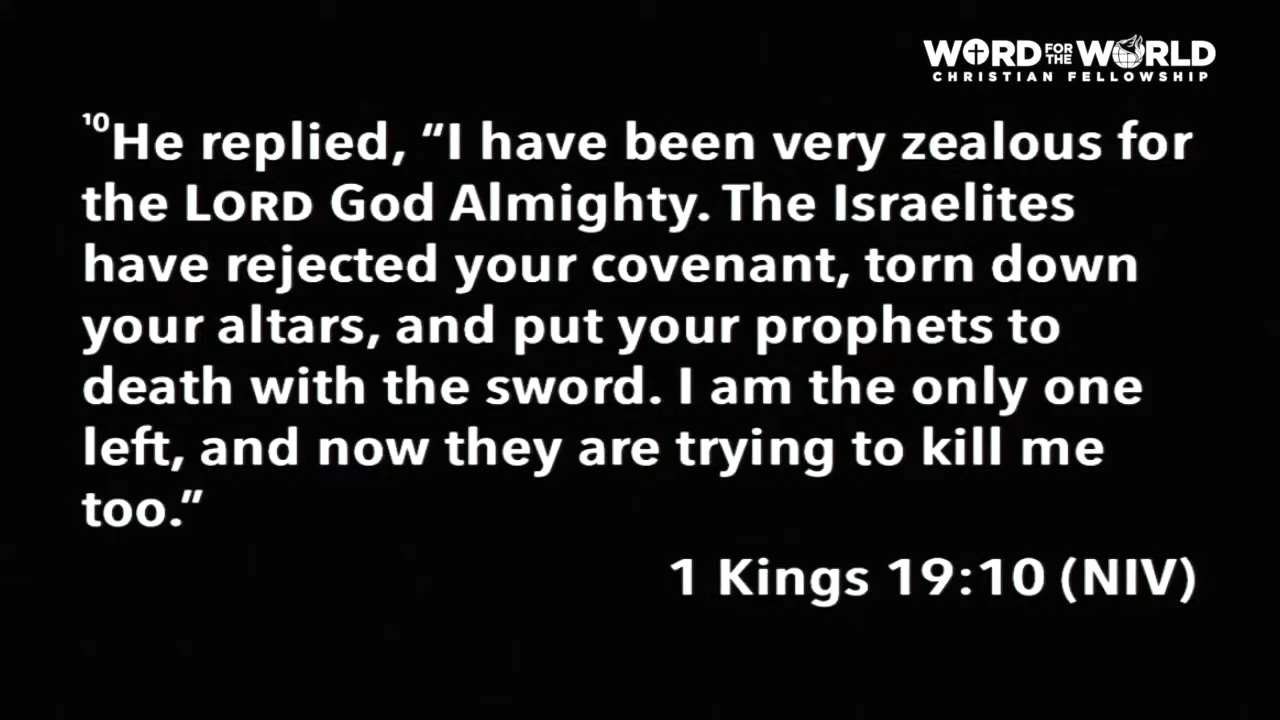 WORD FOR THE WORLD
CHRISTIAN FELLOWSHIP
¹⁰He replied, “I have been very zealous for
the LORD God Almighty. The Israelites
have rejected your covenant, torn down
your altars, and put your prophets to
death with the sword. I am the only one
left, and now they are trying to kill me
too.”
1 Kings 19:10 (NIV)